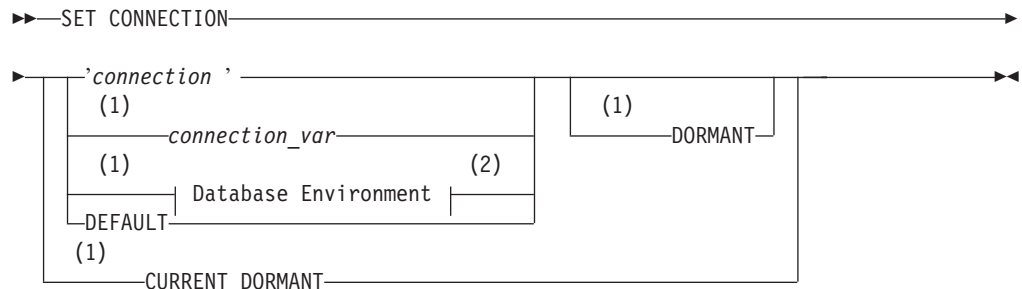 SET CONNECTION
’connection ’
(1) (1)
connection_var DORMANT
(1) (2)
Database Environment
DEFAULT
(1)
CURRENT DORMANT